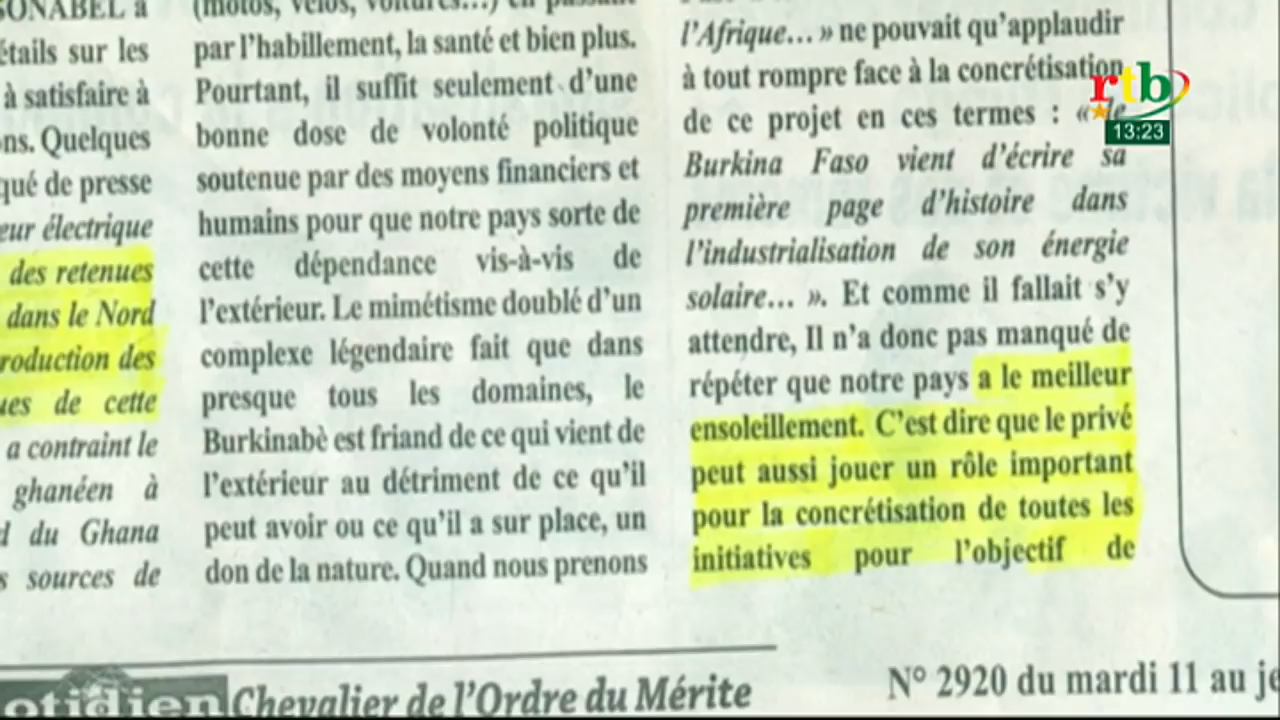 SONABEL a
étails sur les
à satisfaire à
ns. Quelques
qué de presse
eur électrique
des retenues
dans le Nord
roduction des
ues de cette
a contraint le
ghanéen à
d du Ghana
s sources de
(motos, vélos, voitures...) en passant
par l'habillement, la santé et bien plus.
Pourtant, il suffit seulement d'une
bonne dose de volonté politique
soutenue par des moyens financiers et
humains pour que notre pays sorte de
cette dépendance vis-à-vis de
l'extérieur. Le mimétisme doublé d'un
complexe légendaire fait que dans
presque tous les domaines, le
Burkinabè est friand de ce qui vient de
l'extérieur au détriment de ce qu'il
peut avoir ou ce qu'il a sur place, un
don de la nature. Quand nous prenons
l'Afrique... » ne pouvait qu'applaudir
à tout rompre face à la concrétisation
de ce projet en ces termes : « le
Burkina Faso vient d'écrire sa
première page d'histoire dans
l'industrialisation de son énergie
solaire... ». Et comme il fallait s'y
attendre, Il n'a donc pas manqué de
répéter que notre pays a le meilleur
ensoleillement. C'est dire que le privé
peut aussi jouer un rôle important
pour la concrétisation de toutes les
initiatives pour l'objectif de
rtb
13:23
otidien Chevalier de l'Ordre du Mérite
N° 2920 du mardi 11 au je